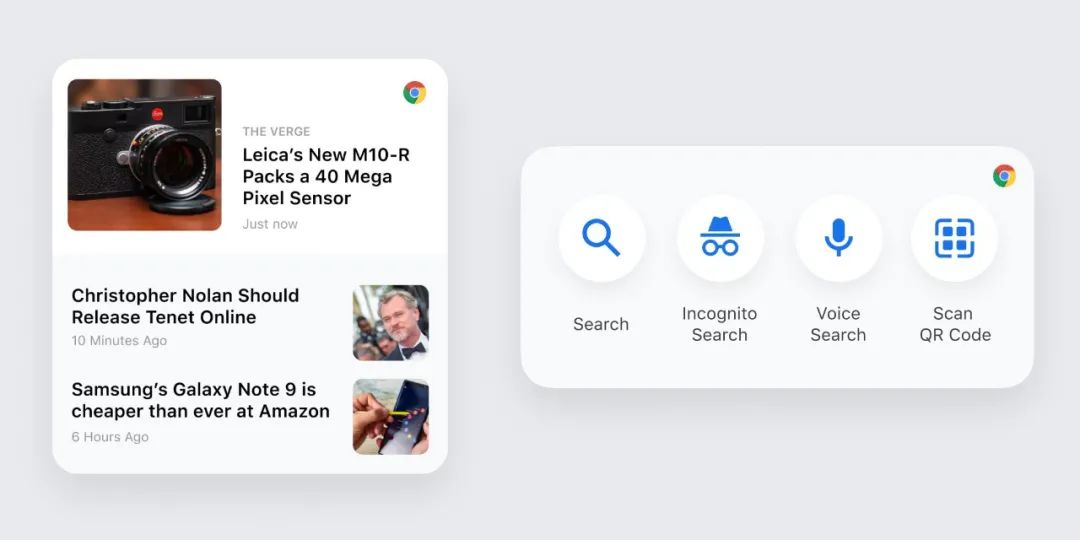 THE VERGE
Leica’s New M10-R
Packs a 40 Mega
Pixel Sensor
Just now
Christopher Nolan Should
Release Tenet Online
10 Minutes Ago
Samsung’s Galaxy Note 9 is
cheaper than ever at Amazon
6 Hours Ago
Search
Incognito
Search
Voice
Search
Scan
QR Code